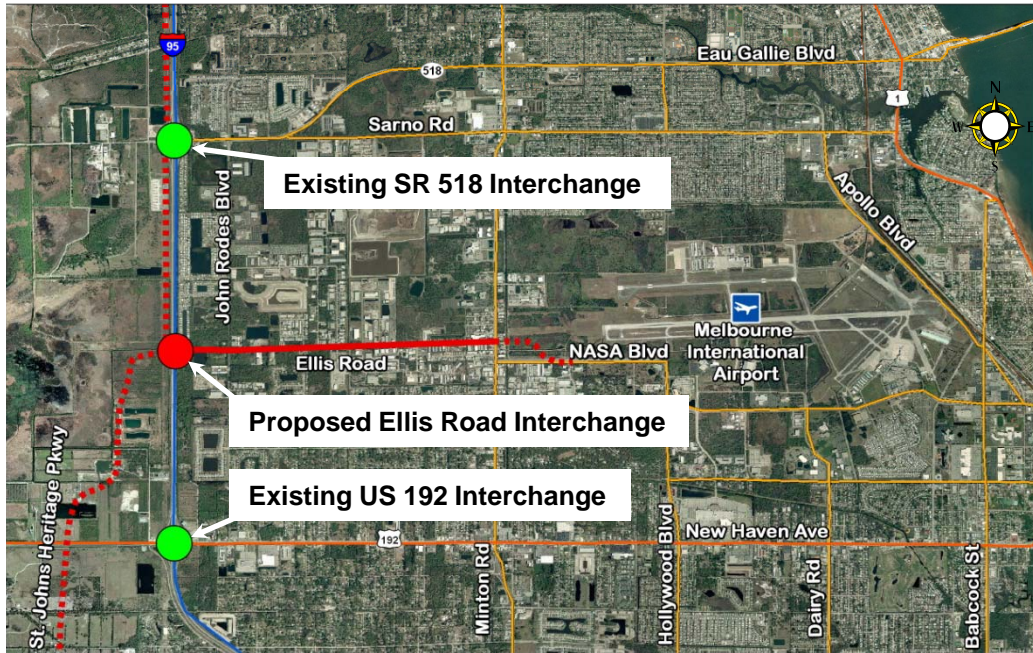 95
Eau Gallie Blvd
518
1
N
W
E
S
Sarno Rd
Existing SR 518 Interchange
John Rodes Blvd
Apollo Blvd
Melbourne
International
Airport
NASA Blvd
Ellis Road
Proposed Ellis Road Interchange
St. Johns Heritage Pkwy
Existing US 192 Interchange
192
New Haven Ave
Minton Rd
Hollywood Blvd
Dairy Rd
Babcock St